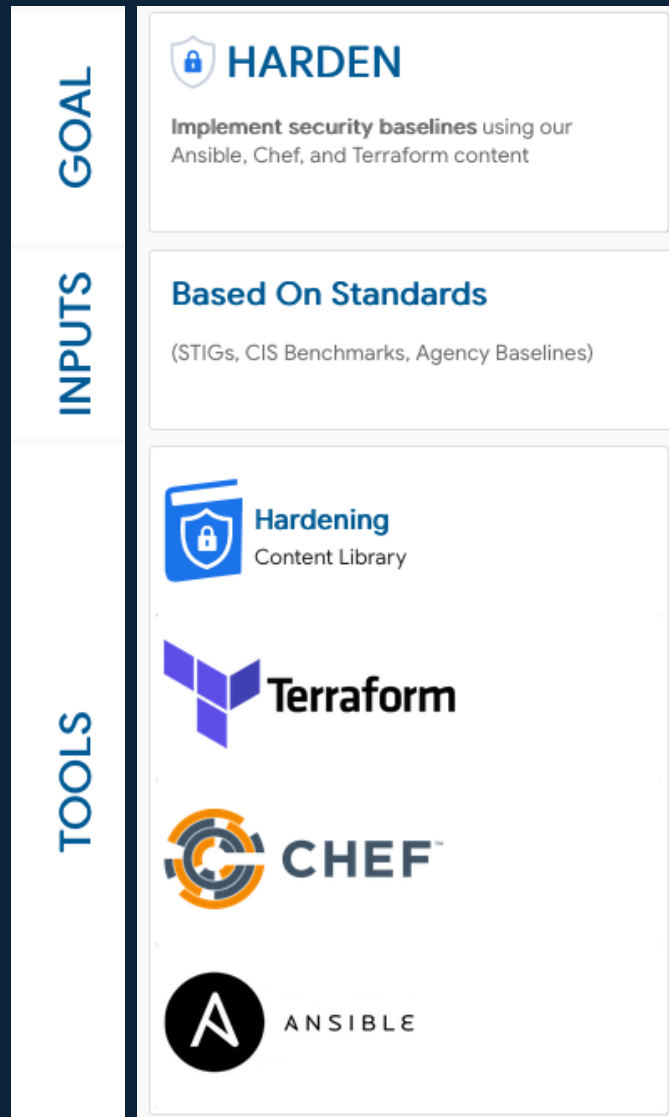 GOAL
HARDEN
Implement security baselines using our
Ansible, Chef, and Terraform content
INPUTS
Based On Standards
(STIGs, CIS Benchmarks, Agency Baselines)
TOOLS
Hardening
Content Library
Terraform
CHEF™
ANSIBLE